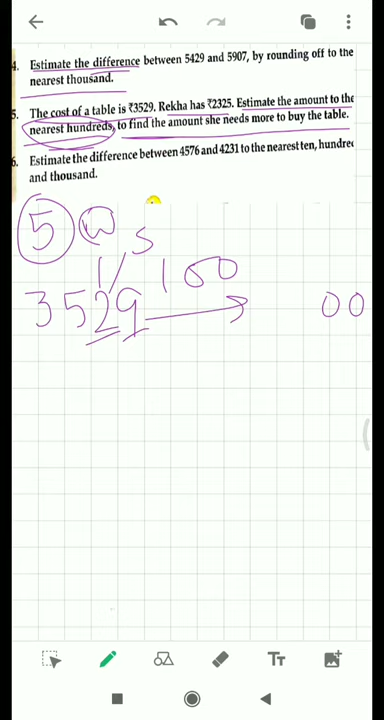 4. Estimate the difference between 5429 and 5907, by rounding off to the
nearest thousand.
5. The cost of a table is ₹3529. Rekha has ₹2325. Estimate the amount to the
nearest hundreds, to find the amount she needs more to buy the table.
6. Estimate the difference between 4576 and 4231 to the nearest ten, hundred
and thousand.
5
5
100
3529 → 00
TT